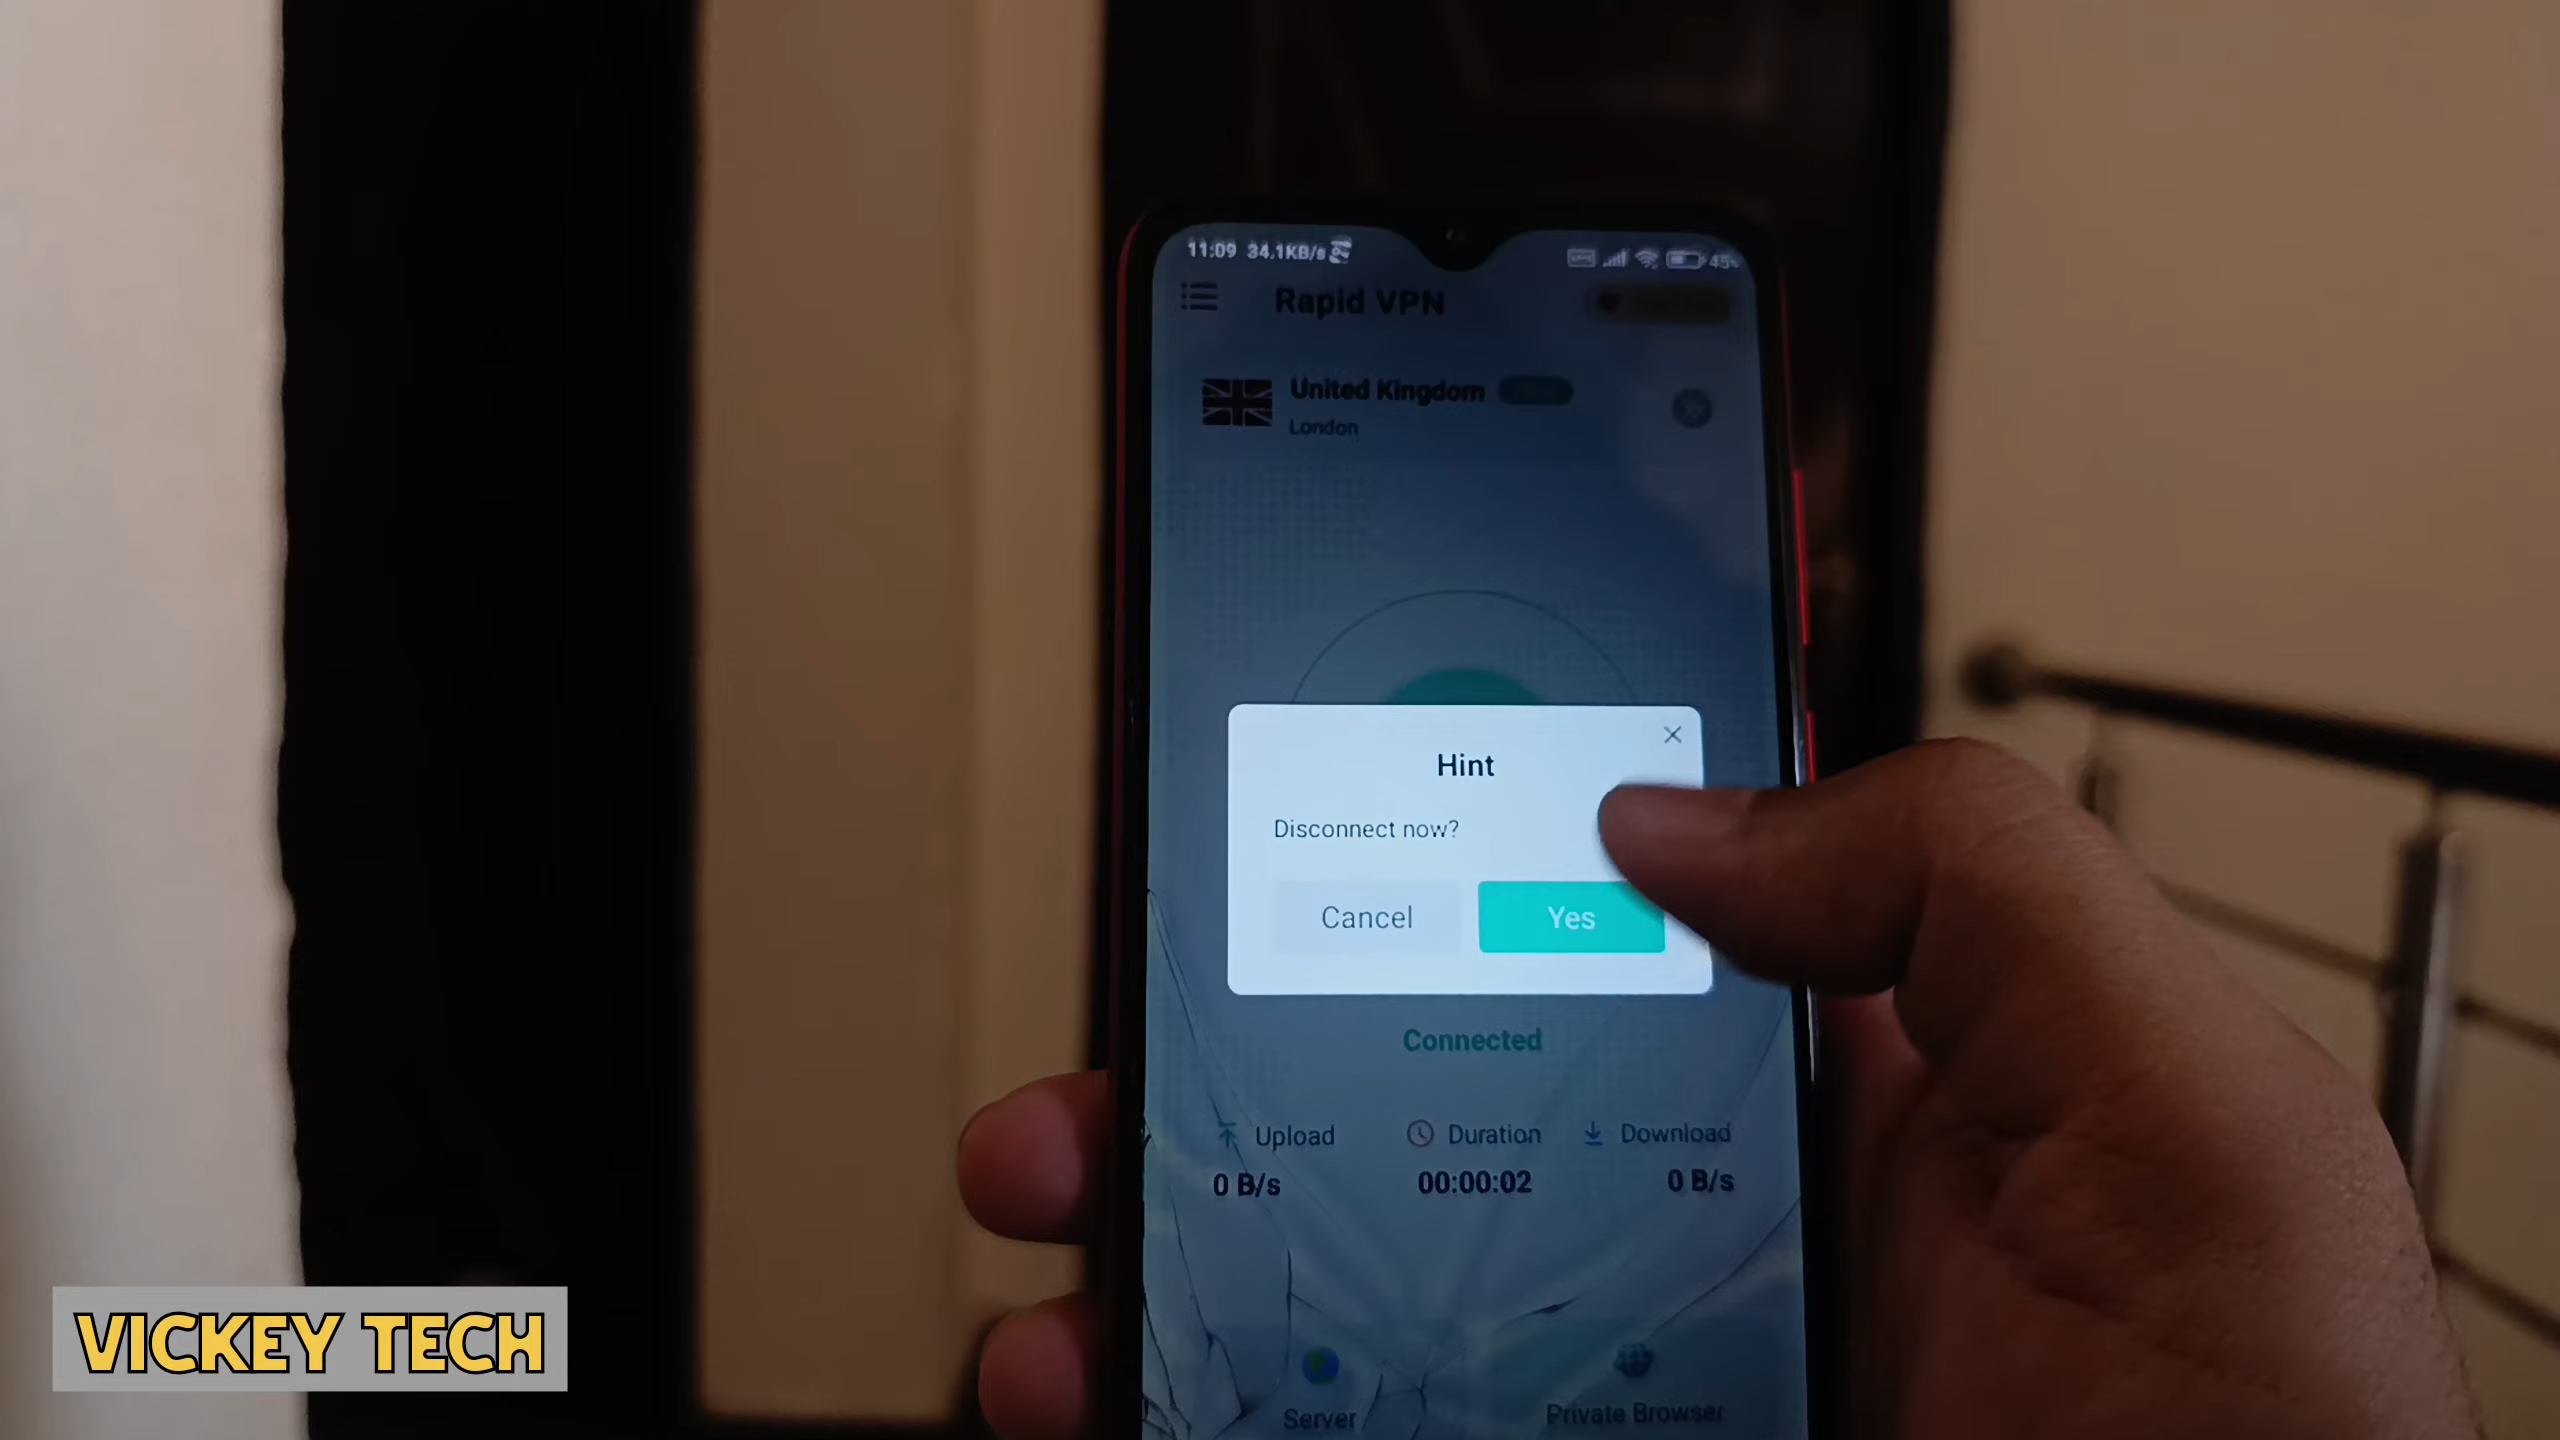 11:09 34.1KB/s
45%
Rapid VPN
United Kingdom
London
Hint
Disconnect now?
Cancel
Yes
Connected
Upload
Duration
Download
0 B/s
00:00:02
0 B/s
Server
Private Browser
VICKEY TECH